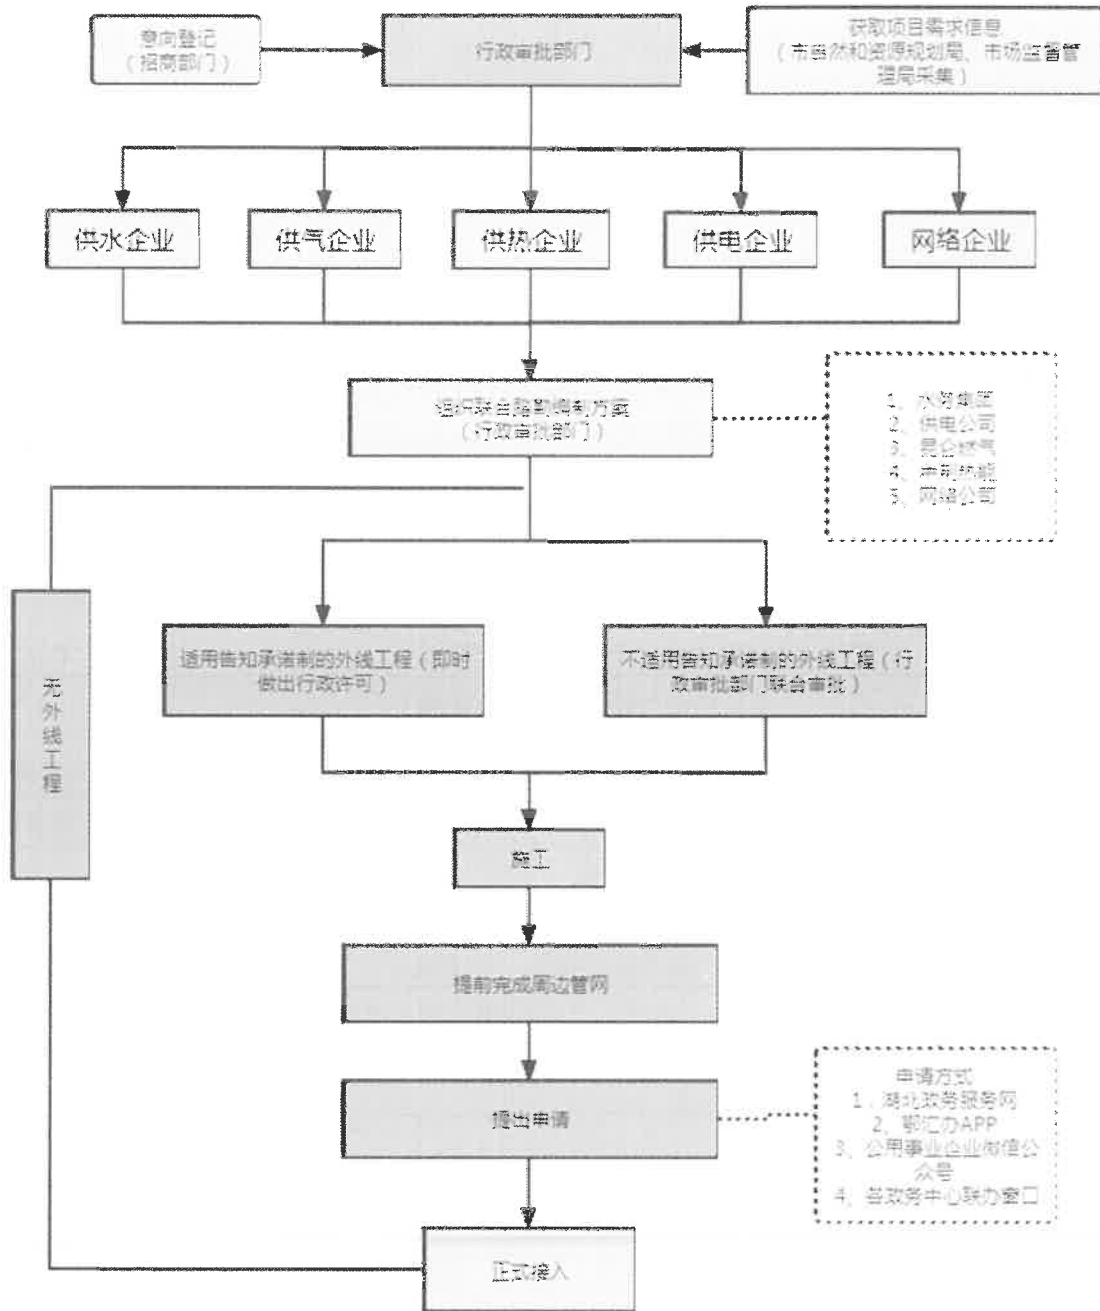 意向登记
（招商部门）
行政审批部门
获取项目需求信息
（市自然和资源规划局、市场监督管
理局采集）
供水企业
供气企业
供热企业
供电企业
网络企业
组织联合踏勘编制方案
（行政审批部门）
1、水务集团
2、供电公司
3、昆仑燃气
4、热能
5、网络公司
无
外
线
工
程
适用告知承诺制的外线工程（即时
做出行政许可）
不适用告知承诺制的外线工程（行
政审批部门联合审批）
施工
提前完成周边管网
提出申请
申请方式
1．湖北政务服务网
2、鄂汇办APP
3、公用事业企业微信公
众号
4、各政务中心联办窗口
正式接入